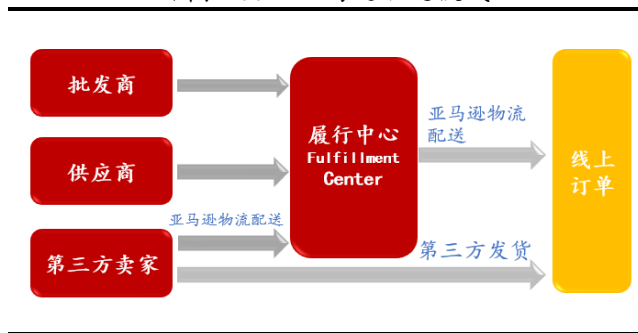 批发商
供应商
第三方卖家
亚马逊物流配送
履行中心
Fulfillment
Center
亚马逊物流
配送
第三方发货
线上
订单